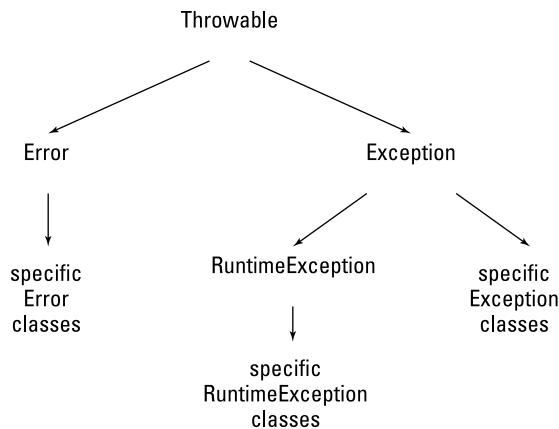 Throwable
Error
Exception
specific
Error
classes
RuntimeException
specific
Exception
classes
specific
RuntimeException
classes